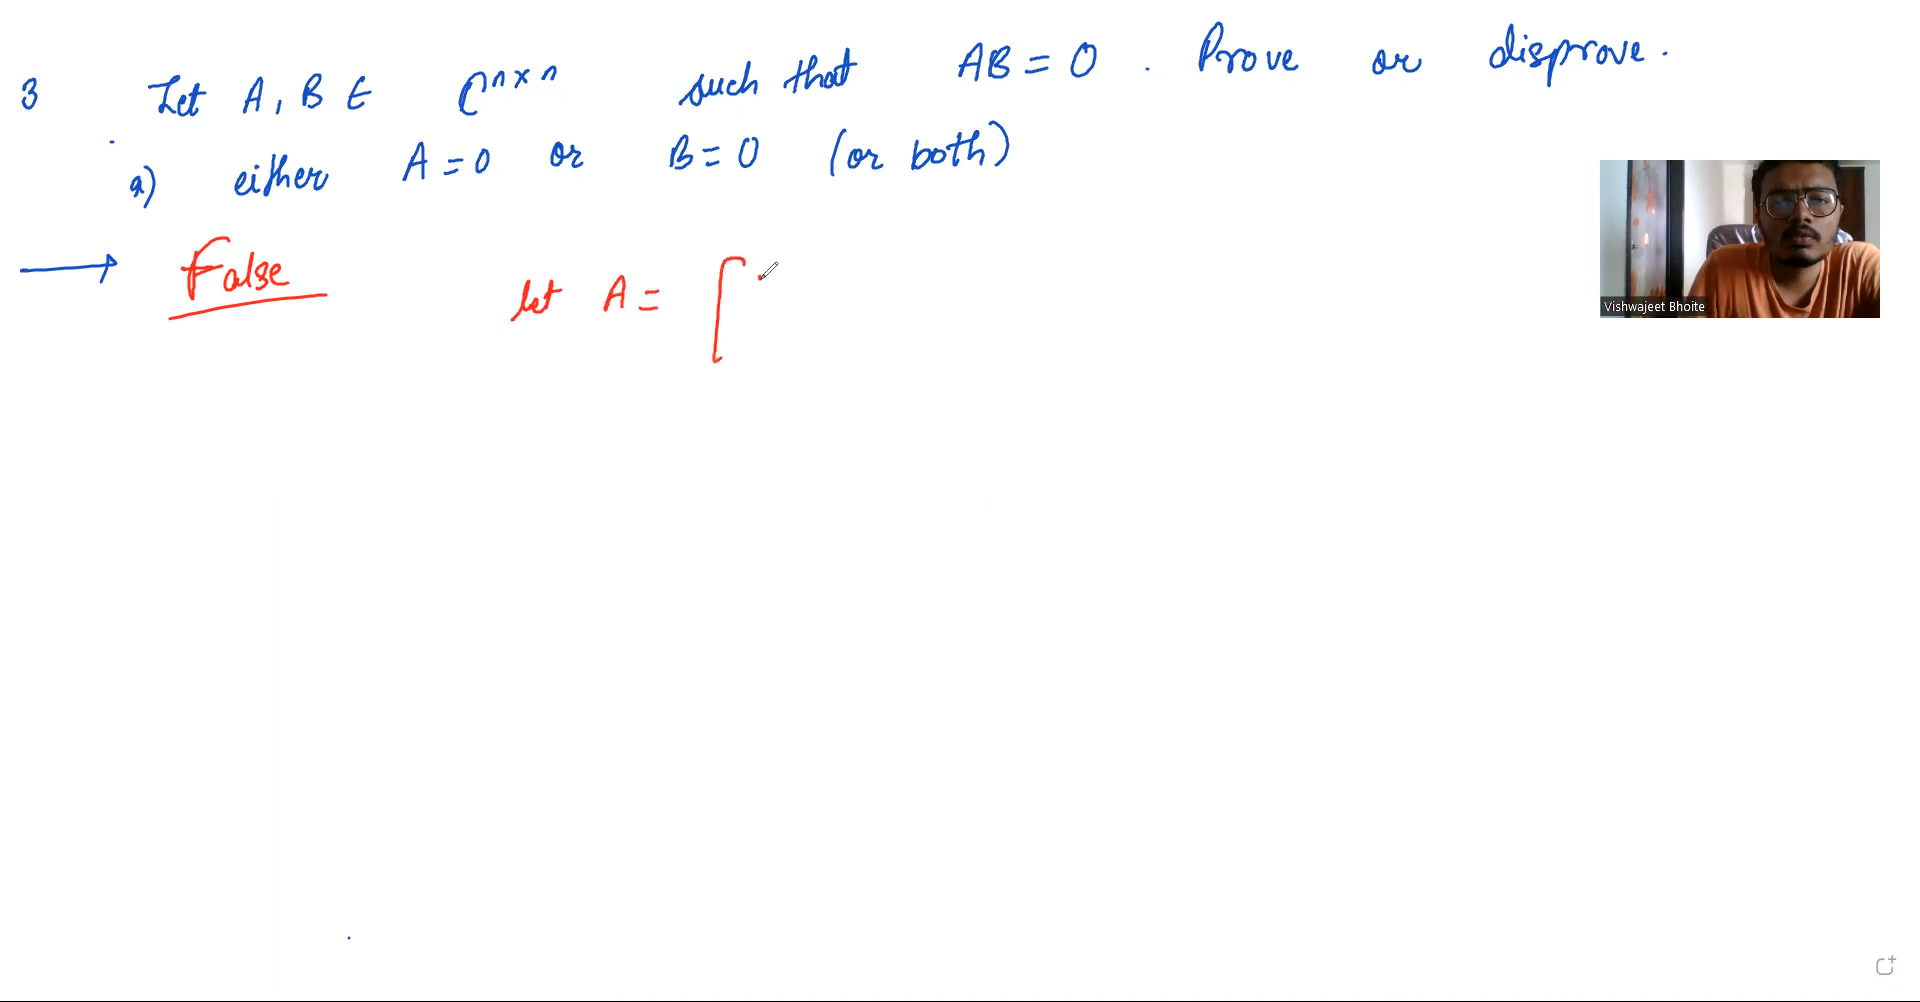 3 Let A, B ∈ ℂⁿˣⁿ such that AB = 0 . Prove or disprove.
a) either A = 0 or B = 0 (or both)
→ False let A = [
Vishwajeet Bhoite